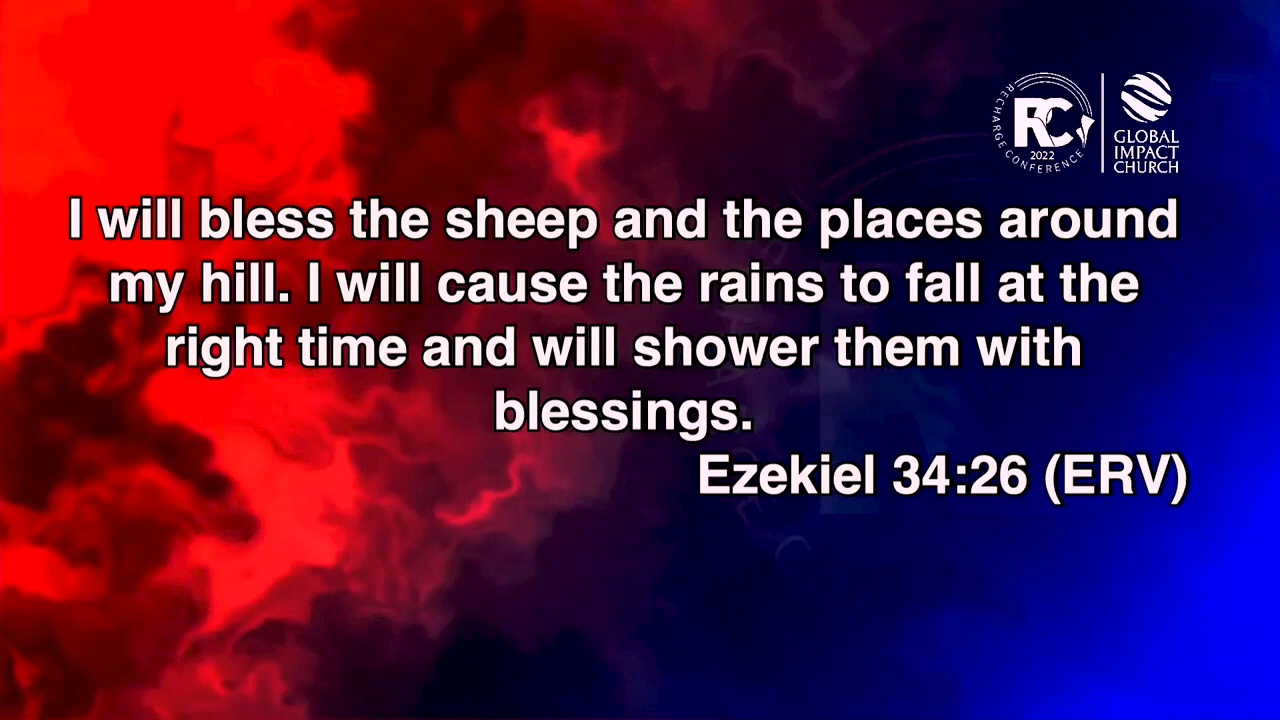 RECHARGE CONFERENCE
RC
2022
GLOBAL
IMPACT
CHURCH
I will bless the sheep and the places around
my hill. I will cause the rains to fall at the
right time and will shower them with
blessings.
Ezekiel 34:26 (ERV)